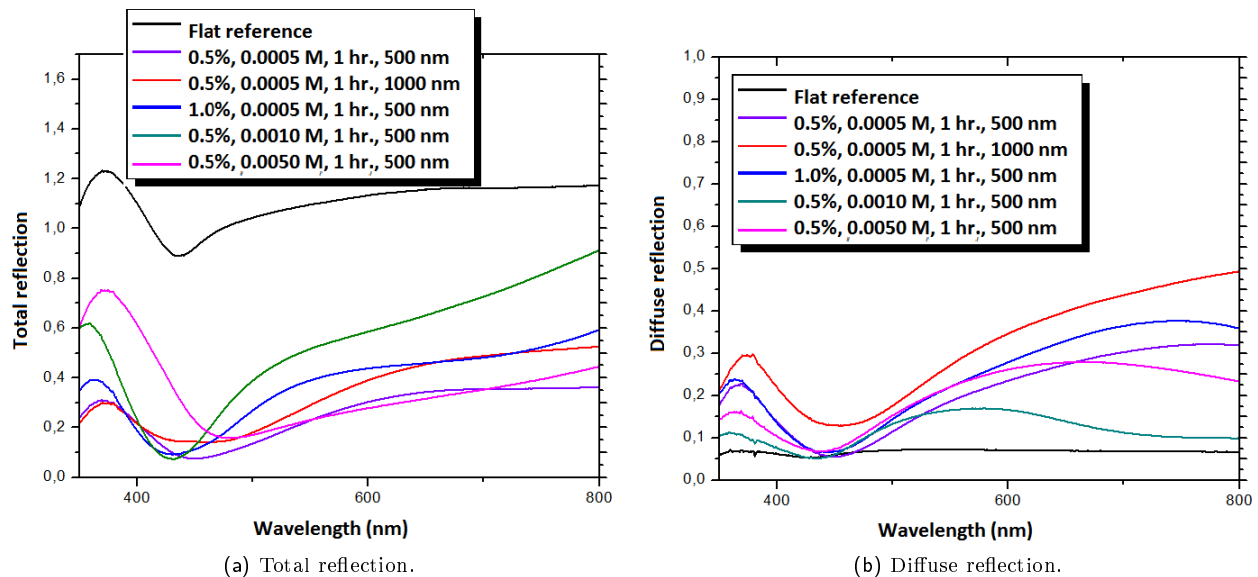 Flat reference
0.5%, 0.0005 M, 1 hr., 500 nm
0.5%, 0.0005 M, 1 hr., 1000 nm
1.0%, 0.0005 M, 1 hr., 500 nm
0.5%, 0.0010 M, 1 hr., 500 nm
0.5%, 0.0050 M, 1 hr., 500 nm
Total reflection
1,6
1,4
1,2
1,0
0,8
0,6
0,4
0,2
0,0
400
600
800
Wavelength (nm)
(a) Total reflection.
Flat reference
0.5%, 0.0005 M, 1 hr., 500 nm
0.5%, 0.0005 M, 1 hr., 1000 nm
1.0%, 0.0005 M, 1 hr., 500 nm
0.5%, 0.0010 M, 1 hr., 500 nm
0.5%, 0.0050 M, 1 hr., 500 nm
Diffuse reflection
1,0
0,9
0,8
0,7
0,6
0,5
0,4
0,3
0,2
0,1
0,0
400
600
800
Wavelength (nm)
(b) Diffuse reflection.